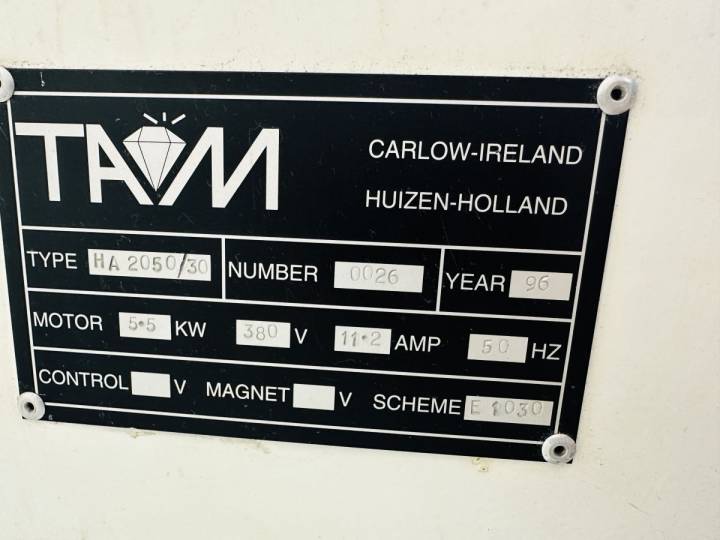 TAM
CARLOW-IRELAND
HUIZEN-HOLLAND
TYPE HA 2050/30 NUMBER 0026 YEAR 96
MOTOR 5·5 KW 380 V 11·2 AMP 50 HZ
CONTROL V MAGNET V SCHEME E 1030